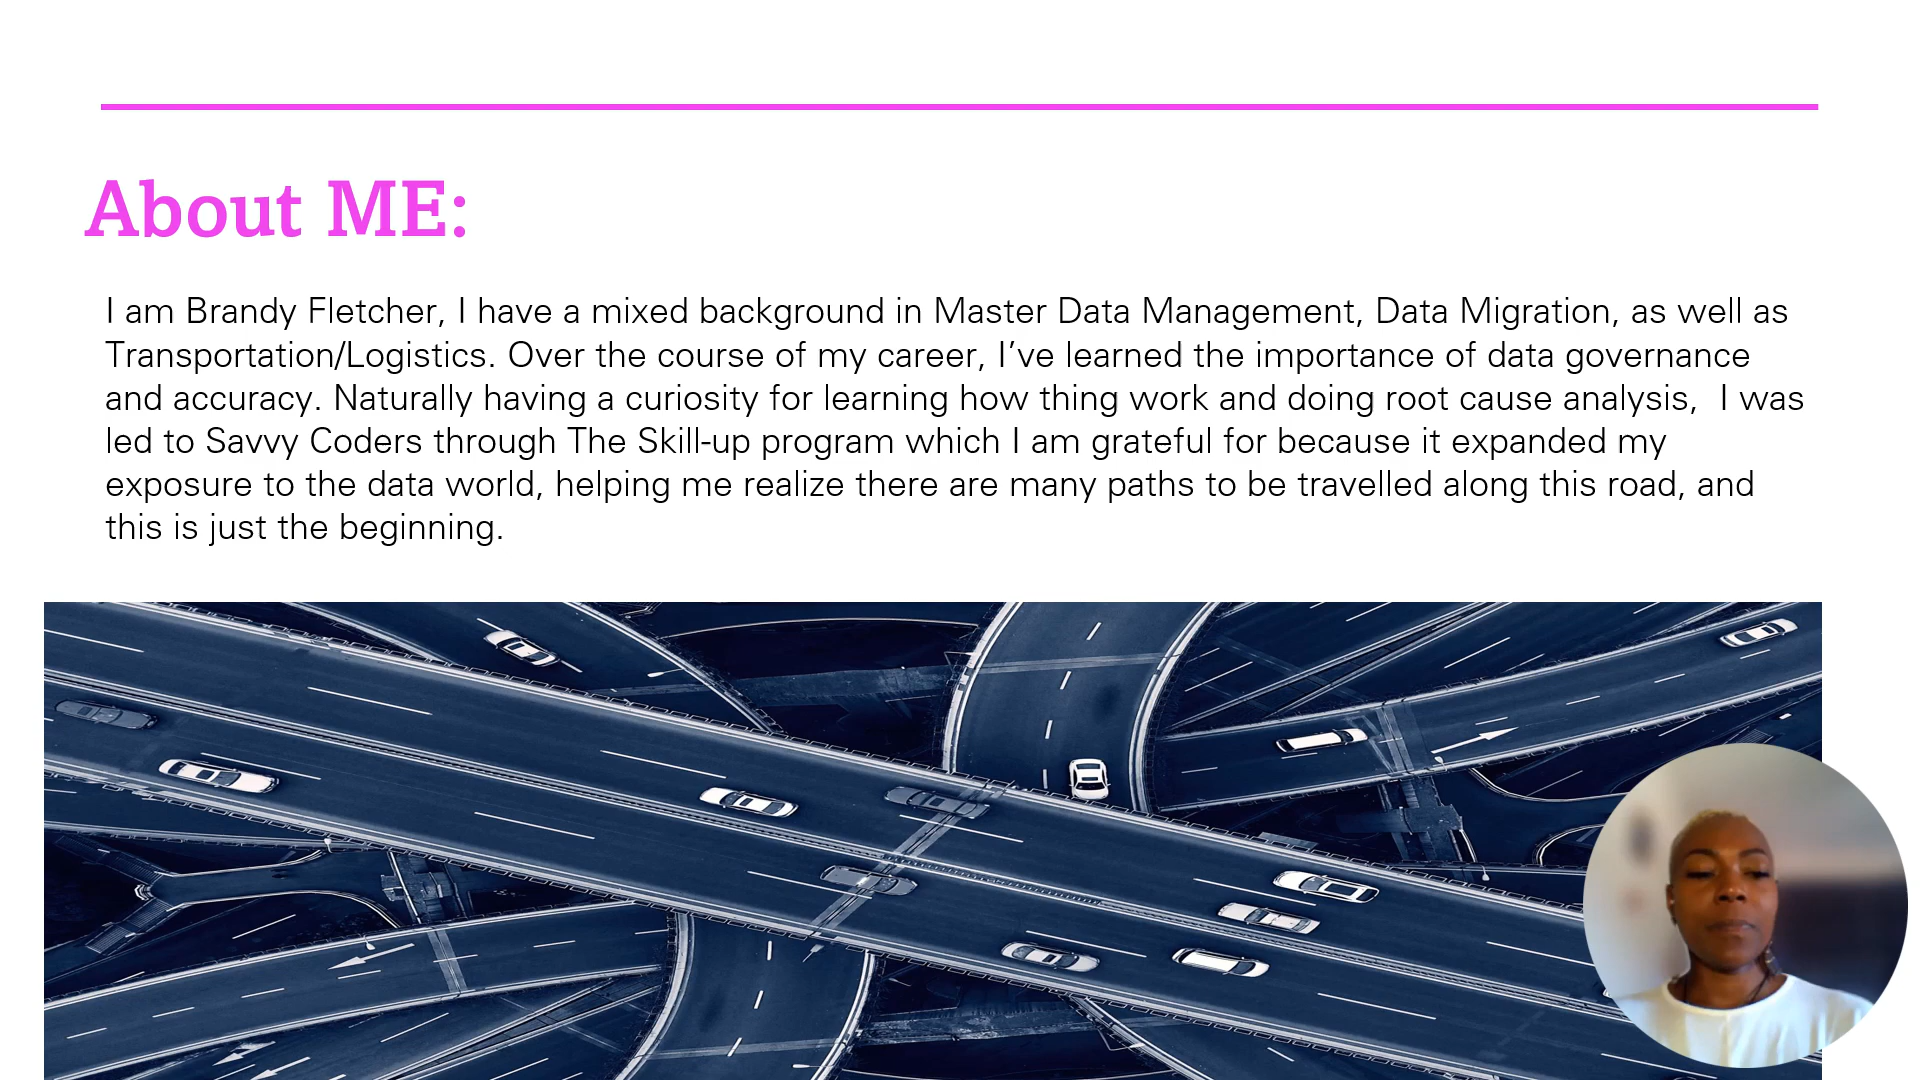 About ME:
I am Brandy Fletcher, I have a mixed background in Master Data Management, Data Migration, as well as
Transportation/Logistics. Over the course of my career, I’ve learned the importance of data governance
and accuracy. Naturally having a curiosity for learning how thing work and doing root cause analysis,  I was
led to Savvy Coders through The Skill-up program which I am grateful for because it expanded my
exposure to the data world, helping me realize there are many paths to be travelled along this road, and
this is just the beginning.